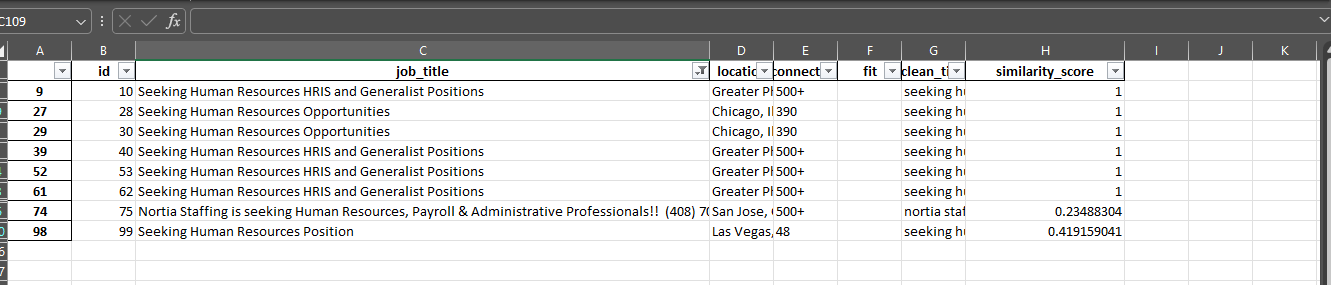 C109 fx
A B C D E F G H I J K
id job_title locatio connect fit clean_ti similarity_score
9 10 Seeking Human Resources HRIS and Generalist Positions Greater Ph 500+ seeking hu 1
27 28 Seeking Human Resources Opportunities Chicago, Il 390 seeking hu 1
29 30 Seeking Human Resources Opportunities Chicago, Il 390 seeking hu 1
39 40 Seeking Human Resources HRIS and Generalist Positions Greater Ph 500+ seeking hu 1
52 53 Seeking Human Resources HRIS and Generalist Positions Greater Ph 500+ seeking hu 1
61 62 Seeking Human Resources HRIS and Generalist Positions Greater Ph 500+ seeking hu 1
74 75 Nortia Staffing is seeking Human Resources, Payroll & Administrative Professionals!! (408) 70 San Jose, 500+ nortia staf 0.23488304
98 99 Seeking Human Resources Position Las Vegas, 48 seeking hu 0.419159041